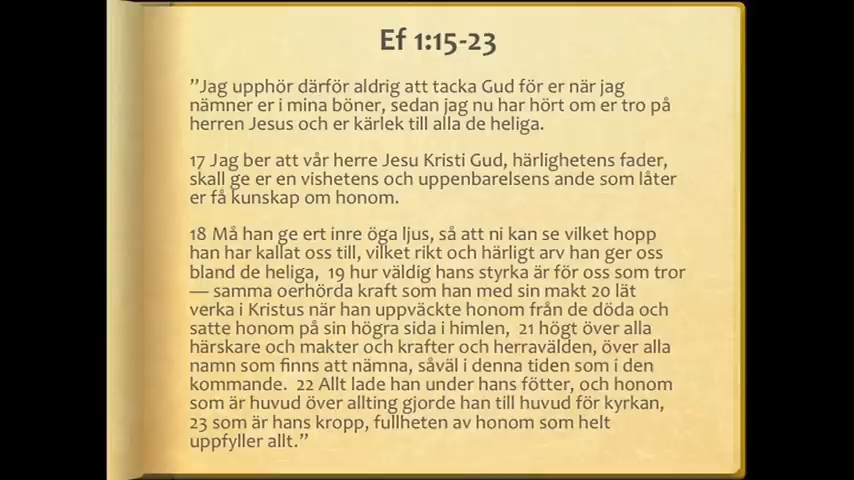 Ef 1:15-23
”Jag upphör därför aldrig att tacka Gud för er när jag
nämner er i mina böner, sedan jag nu har hört om er tro på
herren Jesus och er kärlek till alla de heliga.
17 Jag ber att vår herre Jesu Kristi Gud, härlighetens fader,
skall ge er en vishetens och uppenbarelsens ande som låter
er få kunskap om honom.
18 Må han ge ert inre öga ljus, så att ni kan se vilket hopp
han har kallat oss till, vilket rikt och härligt arv han ger oss
bland de heliga, 19 hur väldig hans styrka är för oss som tror
— samma oerhörda kraft som han med sin makt 20 lät
verka i Kristus när han uppväckte honom från de döda och
satte honom på sin högra sida i himlen, 21 högt över alla
härskare och makter och krafter och herravälden, över alla
namn som finns att nämna, såväl i denna tiden som i den
kommande. 22 Allt lade han under hans fötter, och honom
som är huvud över allting gjorde han till huvud för kyrkan,
23 som är hans kropp, fullheten av honom som helt
uppfyller allt.”